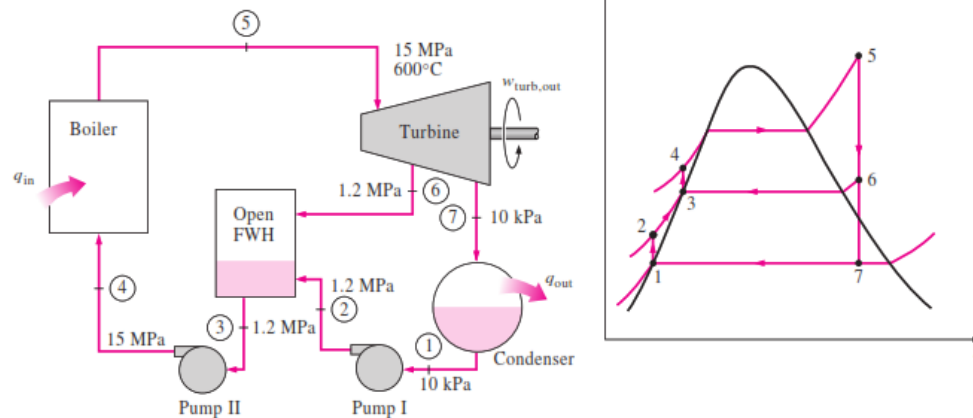 5
15 MPa
600°C
w_turb,out
Boiler
Turbine
q_in
1.2 MPa
6
7
10 kPa
Open
FWH
q_out
4
1.2 MPa
2
3
1.2 MPa
1
15 MPa
Condenser
10 kPa
Pump II
Pump I
5
4
6
3
2
1
7